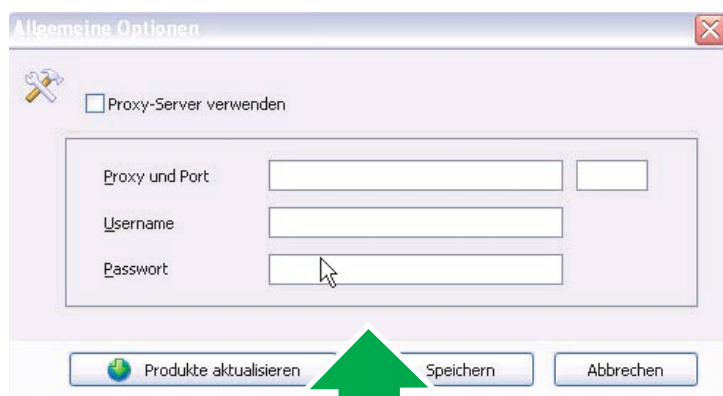 Allgemeine Optionen
Proxy-Server verwenden
Proxy und Port
Username
Passwort
Produkte aktualisieren
Speichern
Abbrechen